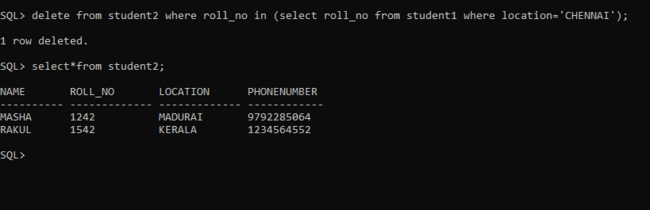 SQL> delete from student2 where roll_no in (select roll_no from student1 where location='CHENNAI');
1 row deleted.
SQL> select*from student2;
NAME ROLL_NO LOCATION PHONENUMBER
---------- ------------- ------------- ------------
MASHA 1242 MADURAI 9792285064
RAKUL 1542 KERALA 1234564552
SQL>